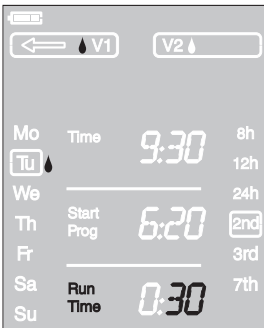 V1 V2
Mo Time 9:30 8h
Tu 12h
We 24h
Th Start Prog 6:20 2nd
Fr 3rd
Sa Run Time 0:30 7th
Su